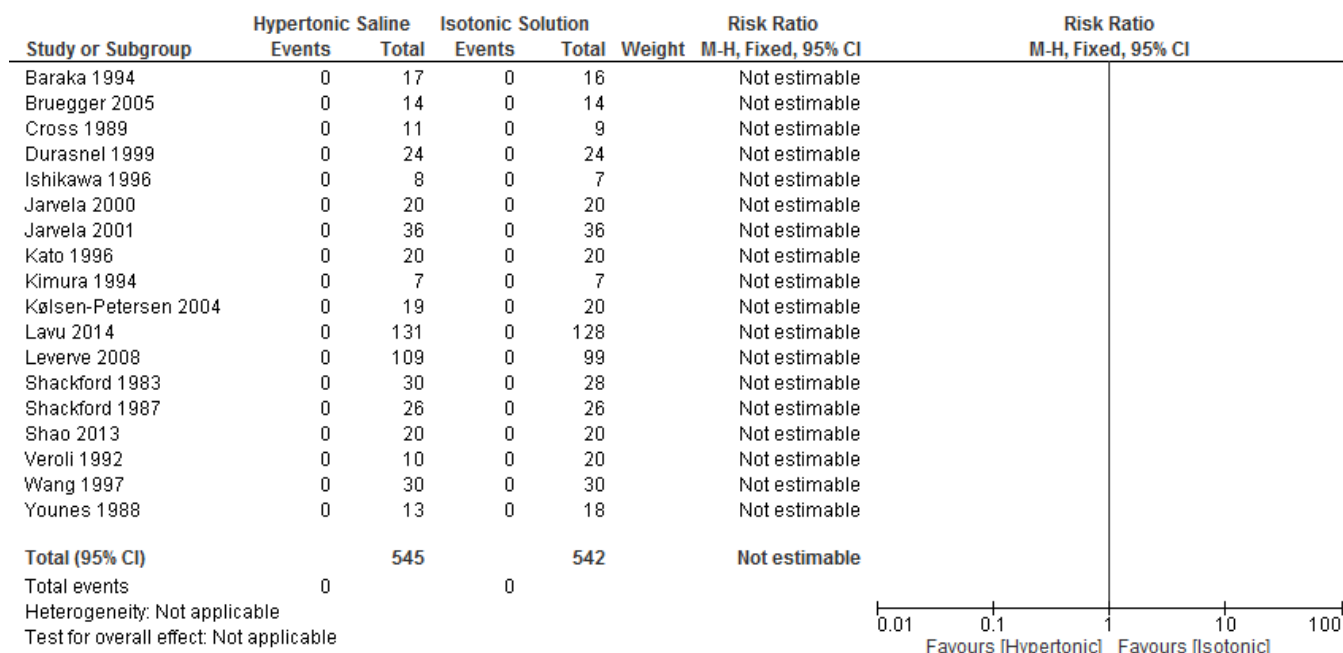 Hypertonic Saline Isotonic Solution Risk Ratio Risk Ratio
Study or Subgroup Events Total Events Total Weight M-H, Fixed, 95% CI M-H, Fixed, 95% CI
Baraka 1994 0 17 0 16 Not estimable
Bruegger 2005 0 14 0 14 Not estimable
Cross 1989 0 11 0 9 Not estimable
Durasnel 1999 0 24 0 24 Not estimable
Ishikawa 1996 0 8 0 7 Not estimable
Jarvela 2000 0 20 0 20 Not estimable
Jarvela 2001 0 36 0 36 Not estimable
Kato 1996 0 20 0 20 Not estimable
Kimura 1994 0 7 0 7 Not estimable
Kølsen-Petersen 2004 0 19 0 20 Not estimable
Lavu 2014 0 131 0 128 Not estimable
Leverve 2008 0 109 0 99 Not estimable
Shackford 1983 0 30 0 28 Not estimable
Shackford 1987 0 26 0 26 Not estimable
Shao 2013 0 20 0 20 Not estimable
Veroli 1992 0 10 0 20 Not estimable
Wang 1997 0 30 0 30 Not estimable
Younes 1988 0 13 0 18 Not estimable
Total (95% CI) 545 542 Not estimable
Total events 0 0
Heterogeneity: Not applicable
Test for overall effect: Not applicable
0.01 0.1 1 10 100
Favours [Hypertonic] Favours [Isotonic]